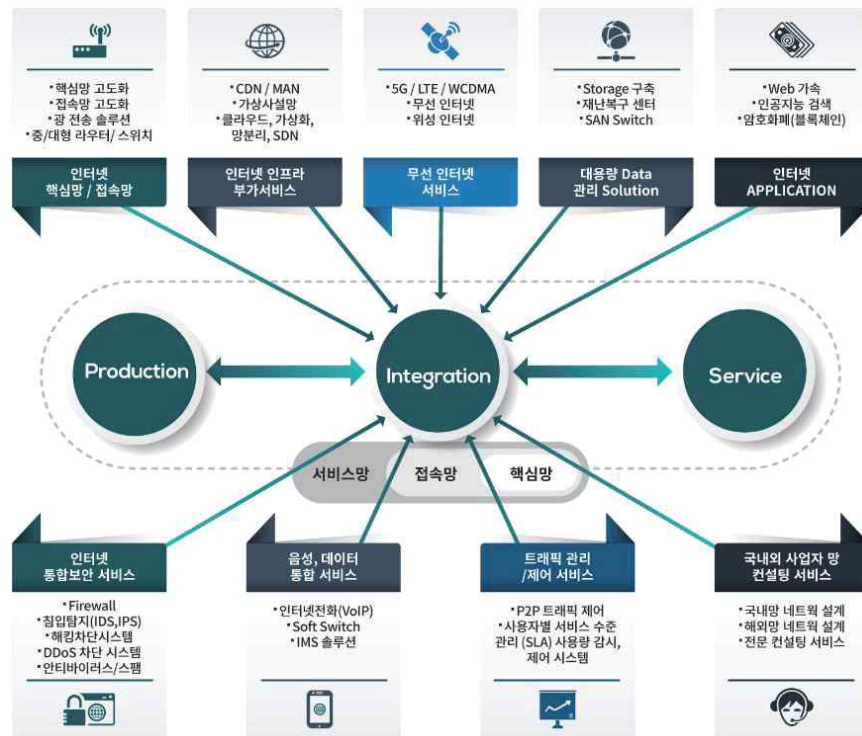 •핵심망 고도화
•접속망 고도화
•광 전송 솔루션
•중/대형 라우터/ 스위치
인터넷
핵심망 / 접속망
•CDN / MAN
•가상사설망
•클라우드, 가상화,
망분리, SDN
인터넷 인프라
부가서비스
•5G / LTE / WCDMA
•무선 인터넷
•위성 인터넷
무선 인터넷
서비스
•Storage 구축
•재난복구 센터
•SAN Switch
대용량 Data
관리 Solution
•Web 가속
•인공지능 검색
•암호화폐(블록체인)
인터넷
APPLICATION
Production
Integration
Service
서비스망
접속망
핵심망
인터넷
통합보안 서비스
•Firewall
•침입탐지(IDS,IPS)
•해킹차단시스템
•DDoS 차단 시스템
•안티바이러스/스팸
음성, 데이터
통합 서비스
•인터넷전화(VoIP)
•Soft Switch
•IMS 솔루션
트래픽 관리
/제어 서비스
•P2P 트래픽 제어
•사용자별 서비스 수준
관리 (SLA) 사용량 감시,
제어 시스템
국내외 사업자 망
컨설팅 서비스
•국내망 네트웍 설계
•해외망 네트웍 설계
•전문 컨설팅 서비스